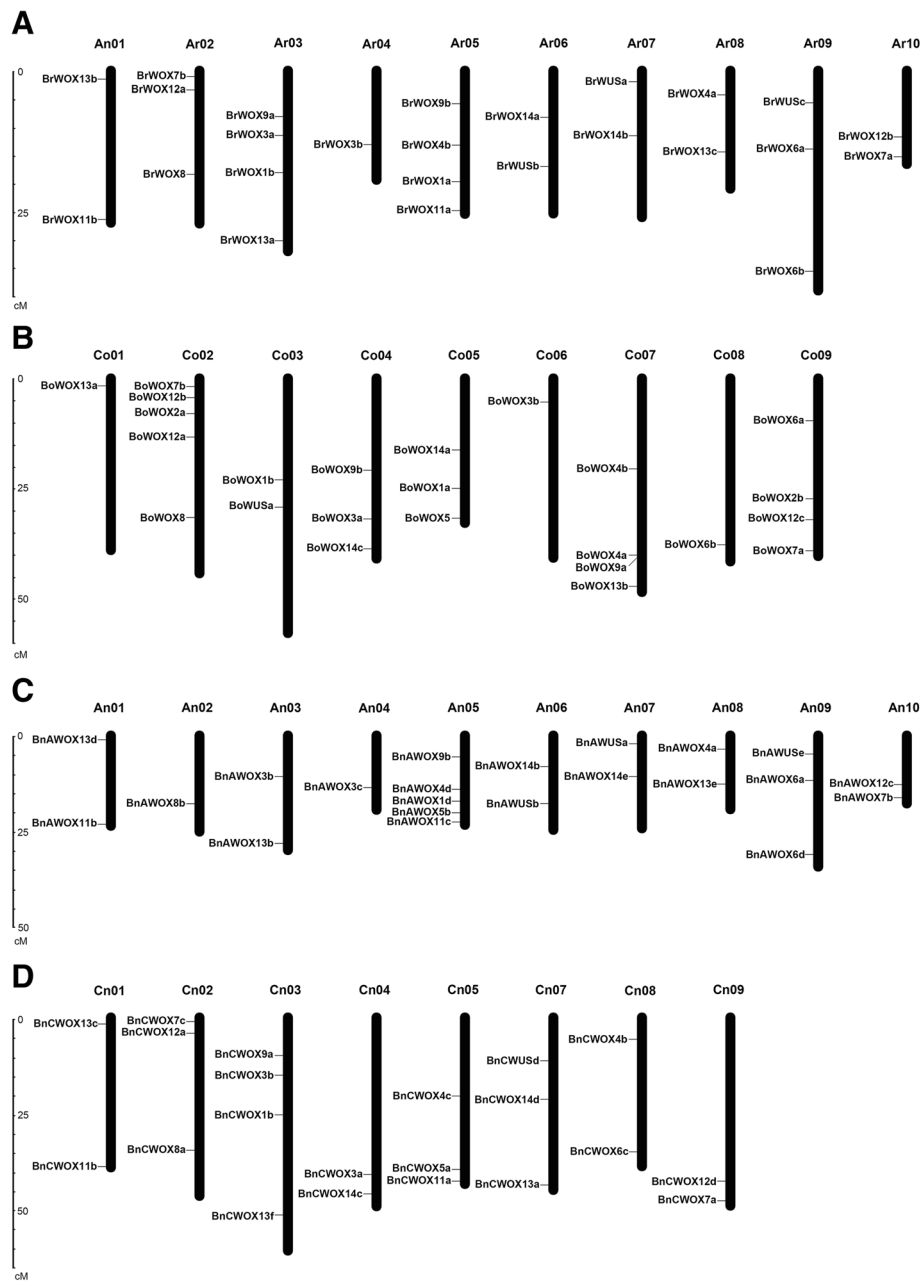 A
An01 Ar02 Ar03 Ar04 Ar05 Ar06 Ar07 Ar08 Ar09 Ar10
0
BrWOX7b
BrWOX13b
BrWUSa
BrWOX12a
BrWOX4a
BrWUSc
BrWOX9b
BrWOX9a
BrWOX14a
BrWOX3a
BrWOX14b
BrWOX12b
BrWOX3b
BrWOX4b
BrWOX6a
BrWOX13c
BrWOX7a
BrWUSb
BrWOX1b
BrWOX8
BrWOX1a
BrWOX11a
25
BrWOX11b
BrWOX13a
BrWOX6b
cM
B
Co01 Co02 Co03 Co04 Co05 Co06 Co07 Co08 Co09
0
BoWOX13a
BoWOX7b
BoWOX12b
BoWOX3b
BoWOX2a
BoWOX6a
BoWOX12a
BoWOX14a
BoWOX4b
BoWOX9b
BoWOX1b
BoWOX1a
25
BoWOX2b
BoWUSa
BoWOX8
BoWOX3a
BoWOX5
BoWOX12c
BoWOX6b
BoWOX14c
BoWOX7a
BoWOX4a
BoWOX9a
BoWOX13b
50
cM
C
An01 An02 An03 An04 An05 An06 An07 An08 An09 An10
0
BnAWOX13d
BnAWUSa
BnAWOX4a
BnAWUSe
BnAWOX9b
BnAWOX14b
BnAWOX3b
BnAWOX14e
BnAWOX6a
BnAWOX13e
BnAWOX12c
BnAWOX3c
BnAWOX4d
BnAWOX7b
BnAWOX1d
BnAWOX8b
BnAWUSb
BnAWOX5b
BnAWOX11c
BnAWOX11b
25
BnAWOX13b
BnAWOX6d
50
cM
D
Cn01 Cn02 Cn03 Cn04 Cn05 Cn07 Cn08 Cn09
0
BnCWOX7c
BnCWOX13c
BnCWOX12a
BnCWOX4b
BnCWOX9a
BnCWUSd
BnCWOX3b
BnCWOX4c
BnCWOX14d
BnCWOX1b
25
BnCWOX8a
BnCWOX6c
BnCWOX11b
BnCWOX5a
BnCWOX3a
BnCWOX11a
BnCWOX12d
BnCWOX13a
BnCWOX14c
BnCWOX7a
50
BnCWOX13f
cM